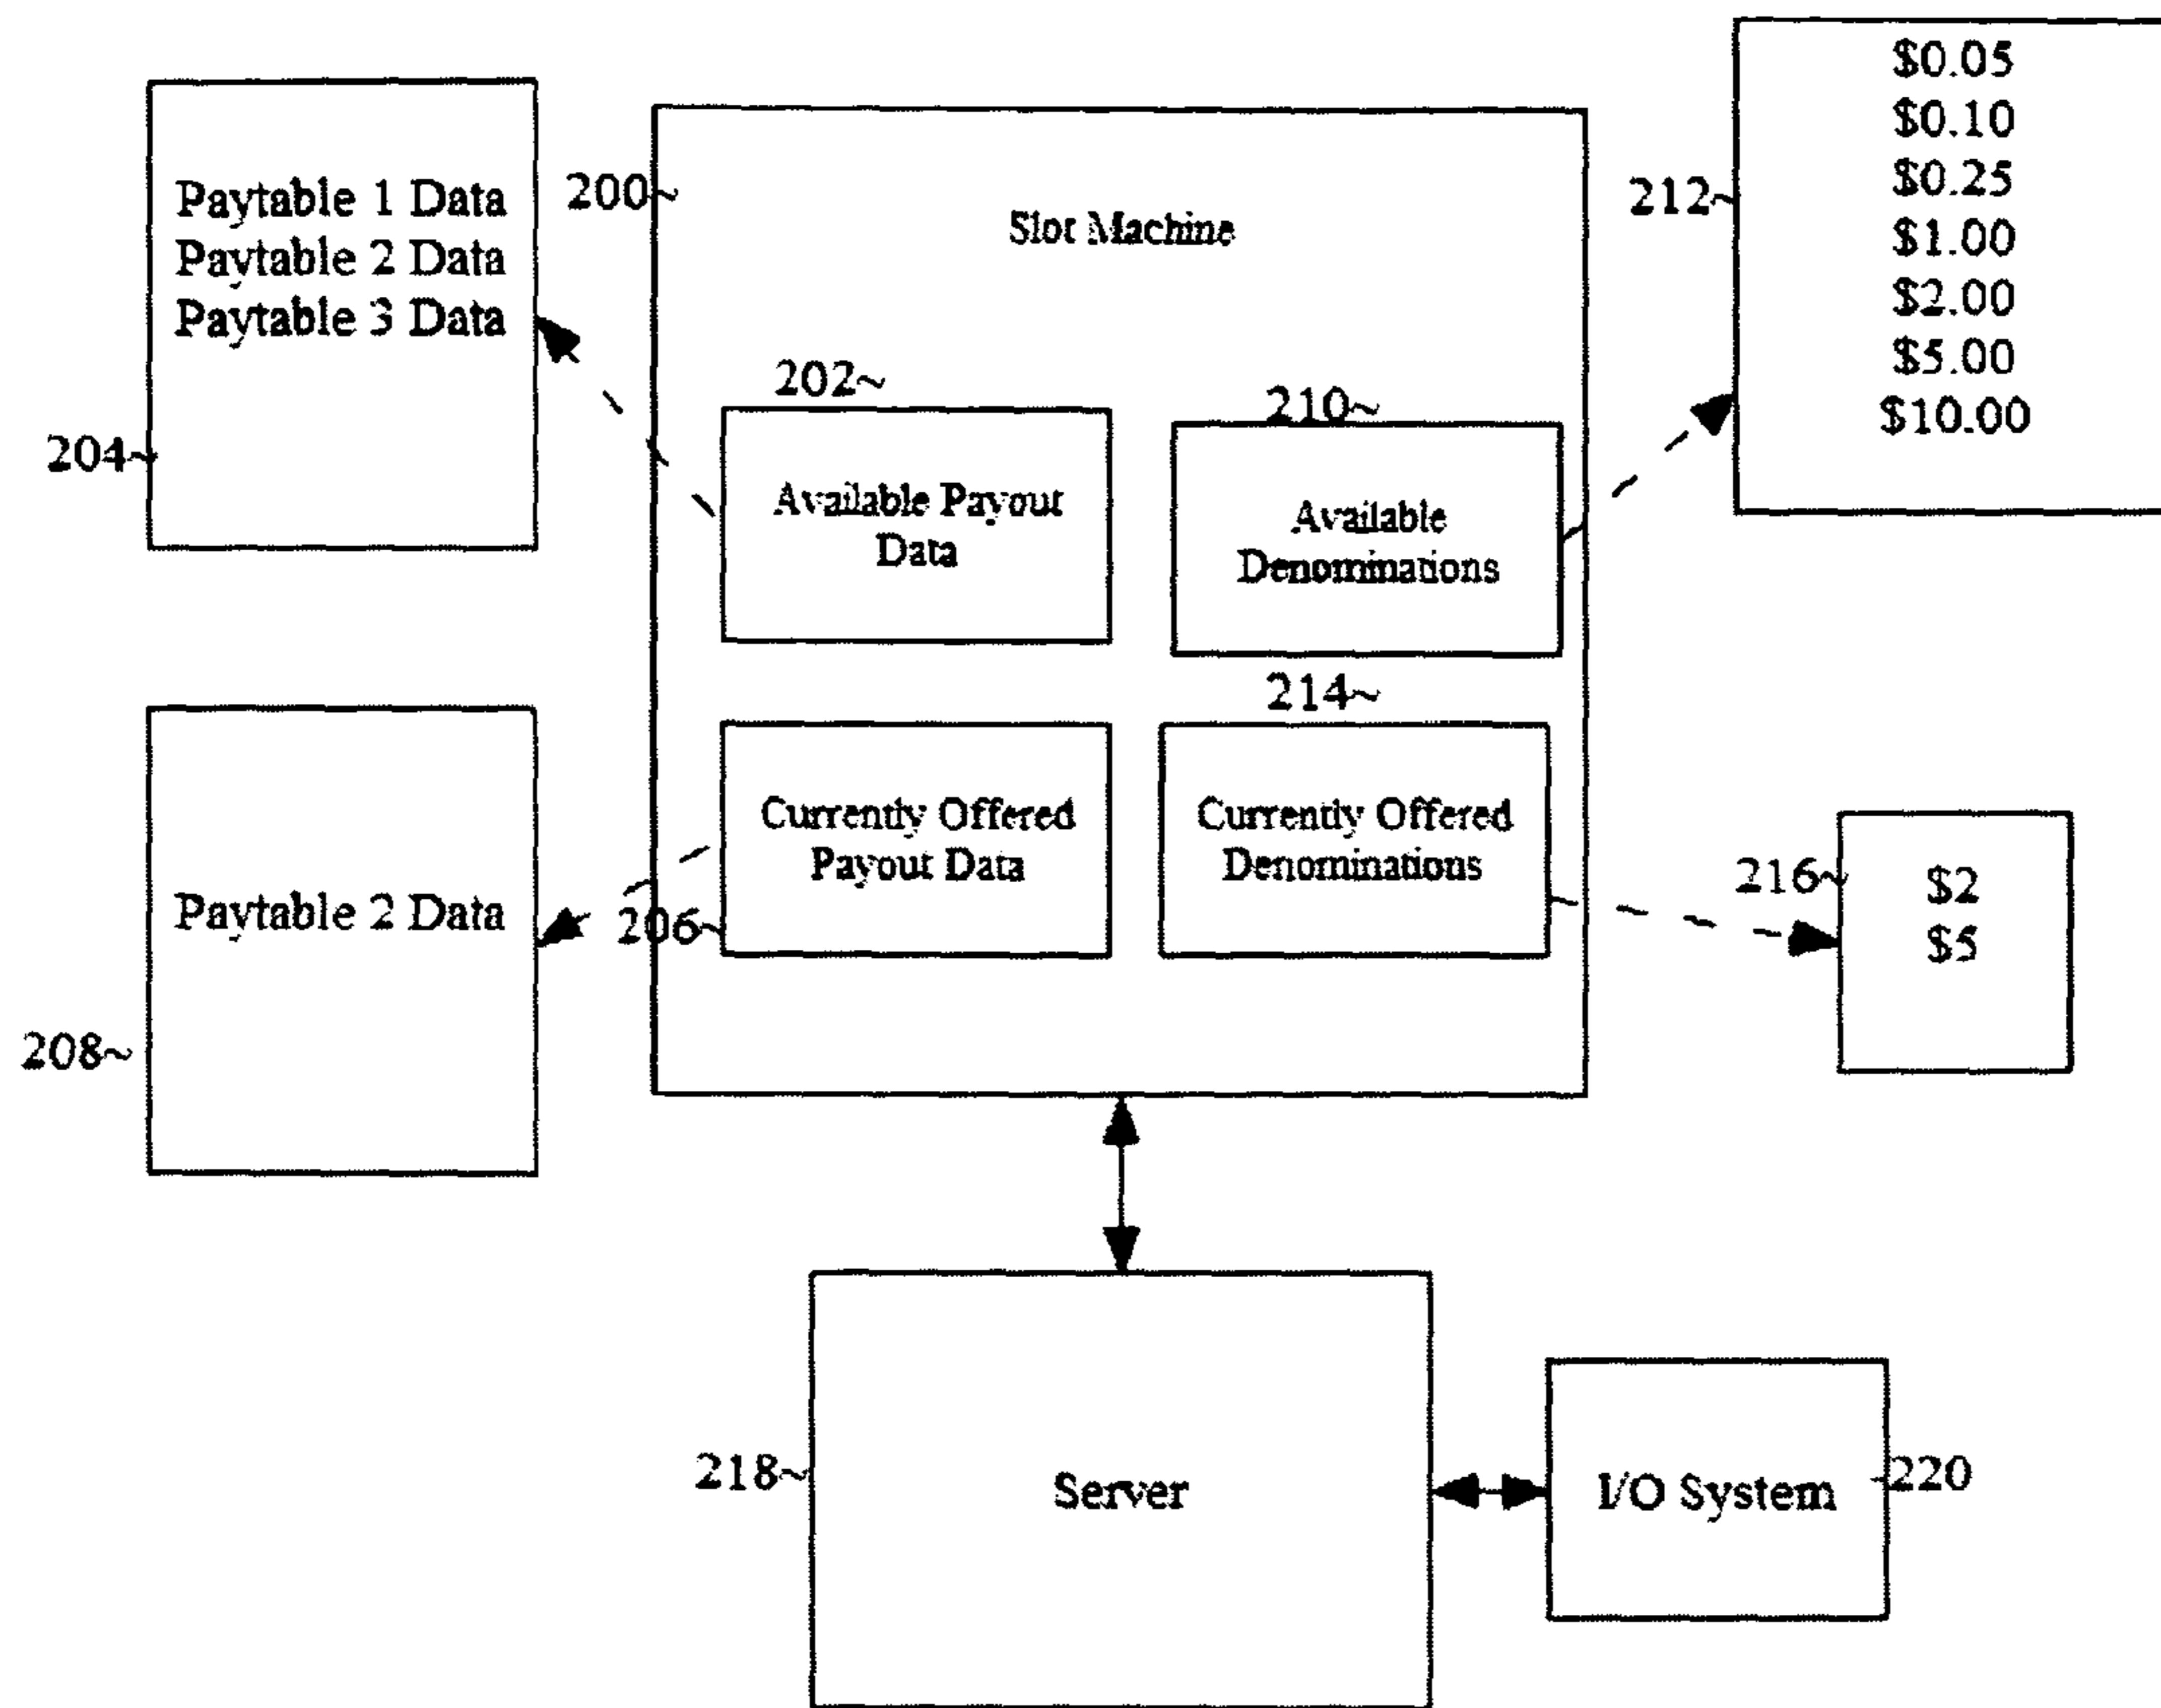 $0.05
$0.10
$0.25
$1.00
$2.00
$5.00
$10.00
212~
Paytable 1 Data
Paytable 2 Data
Paytable 3 Data
204~
200~
Slot Machine
202~
Available Payout
Data
210~
Available
Denominations
214~
Currently Offered
Payout Data
206~
Currently Offered
Denominations
Paytable 2 Data
208~
216~
$2
$5
218~
Server
I/O System
220